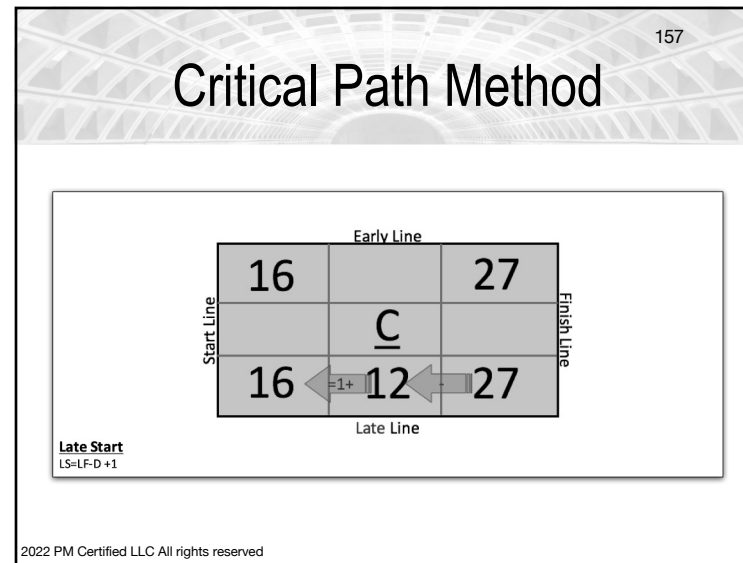 157
Critical Path Method
Early Line
16 27
Start Line
C
Finish Line
16 =1+ 12 - 27
Late Line
Late Start
LS=LF-D +1
2022 PM Certified LLC All rights reserved